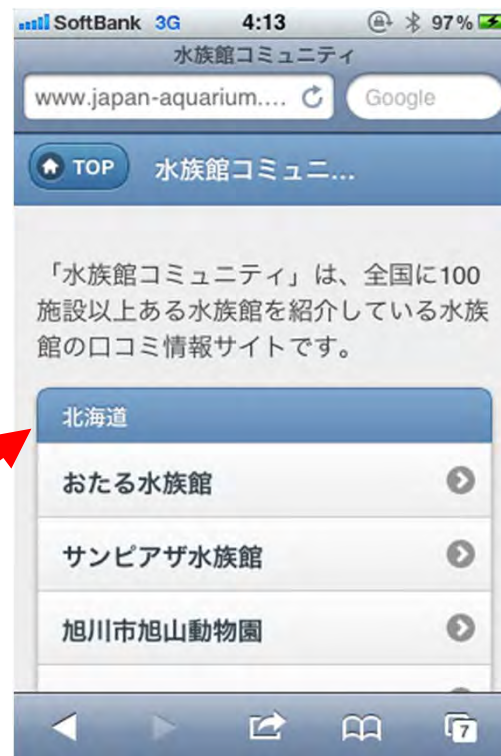 SoftBank 3G 4:13 97%
水族館コミュニティ
www.japan-aquarium.... Google
TOP 水族館コミュニ...
「水族館コミュニティ」は、全国に100
施設以上ある水族館を紹介している水族
館の口コミ情報サイトです。
北海道
おたる水族館
サンピアザ水族館
旭川市旭山動物園
7